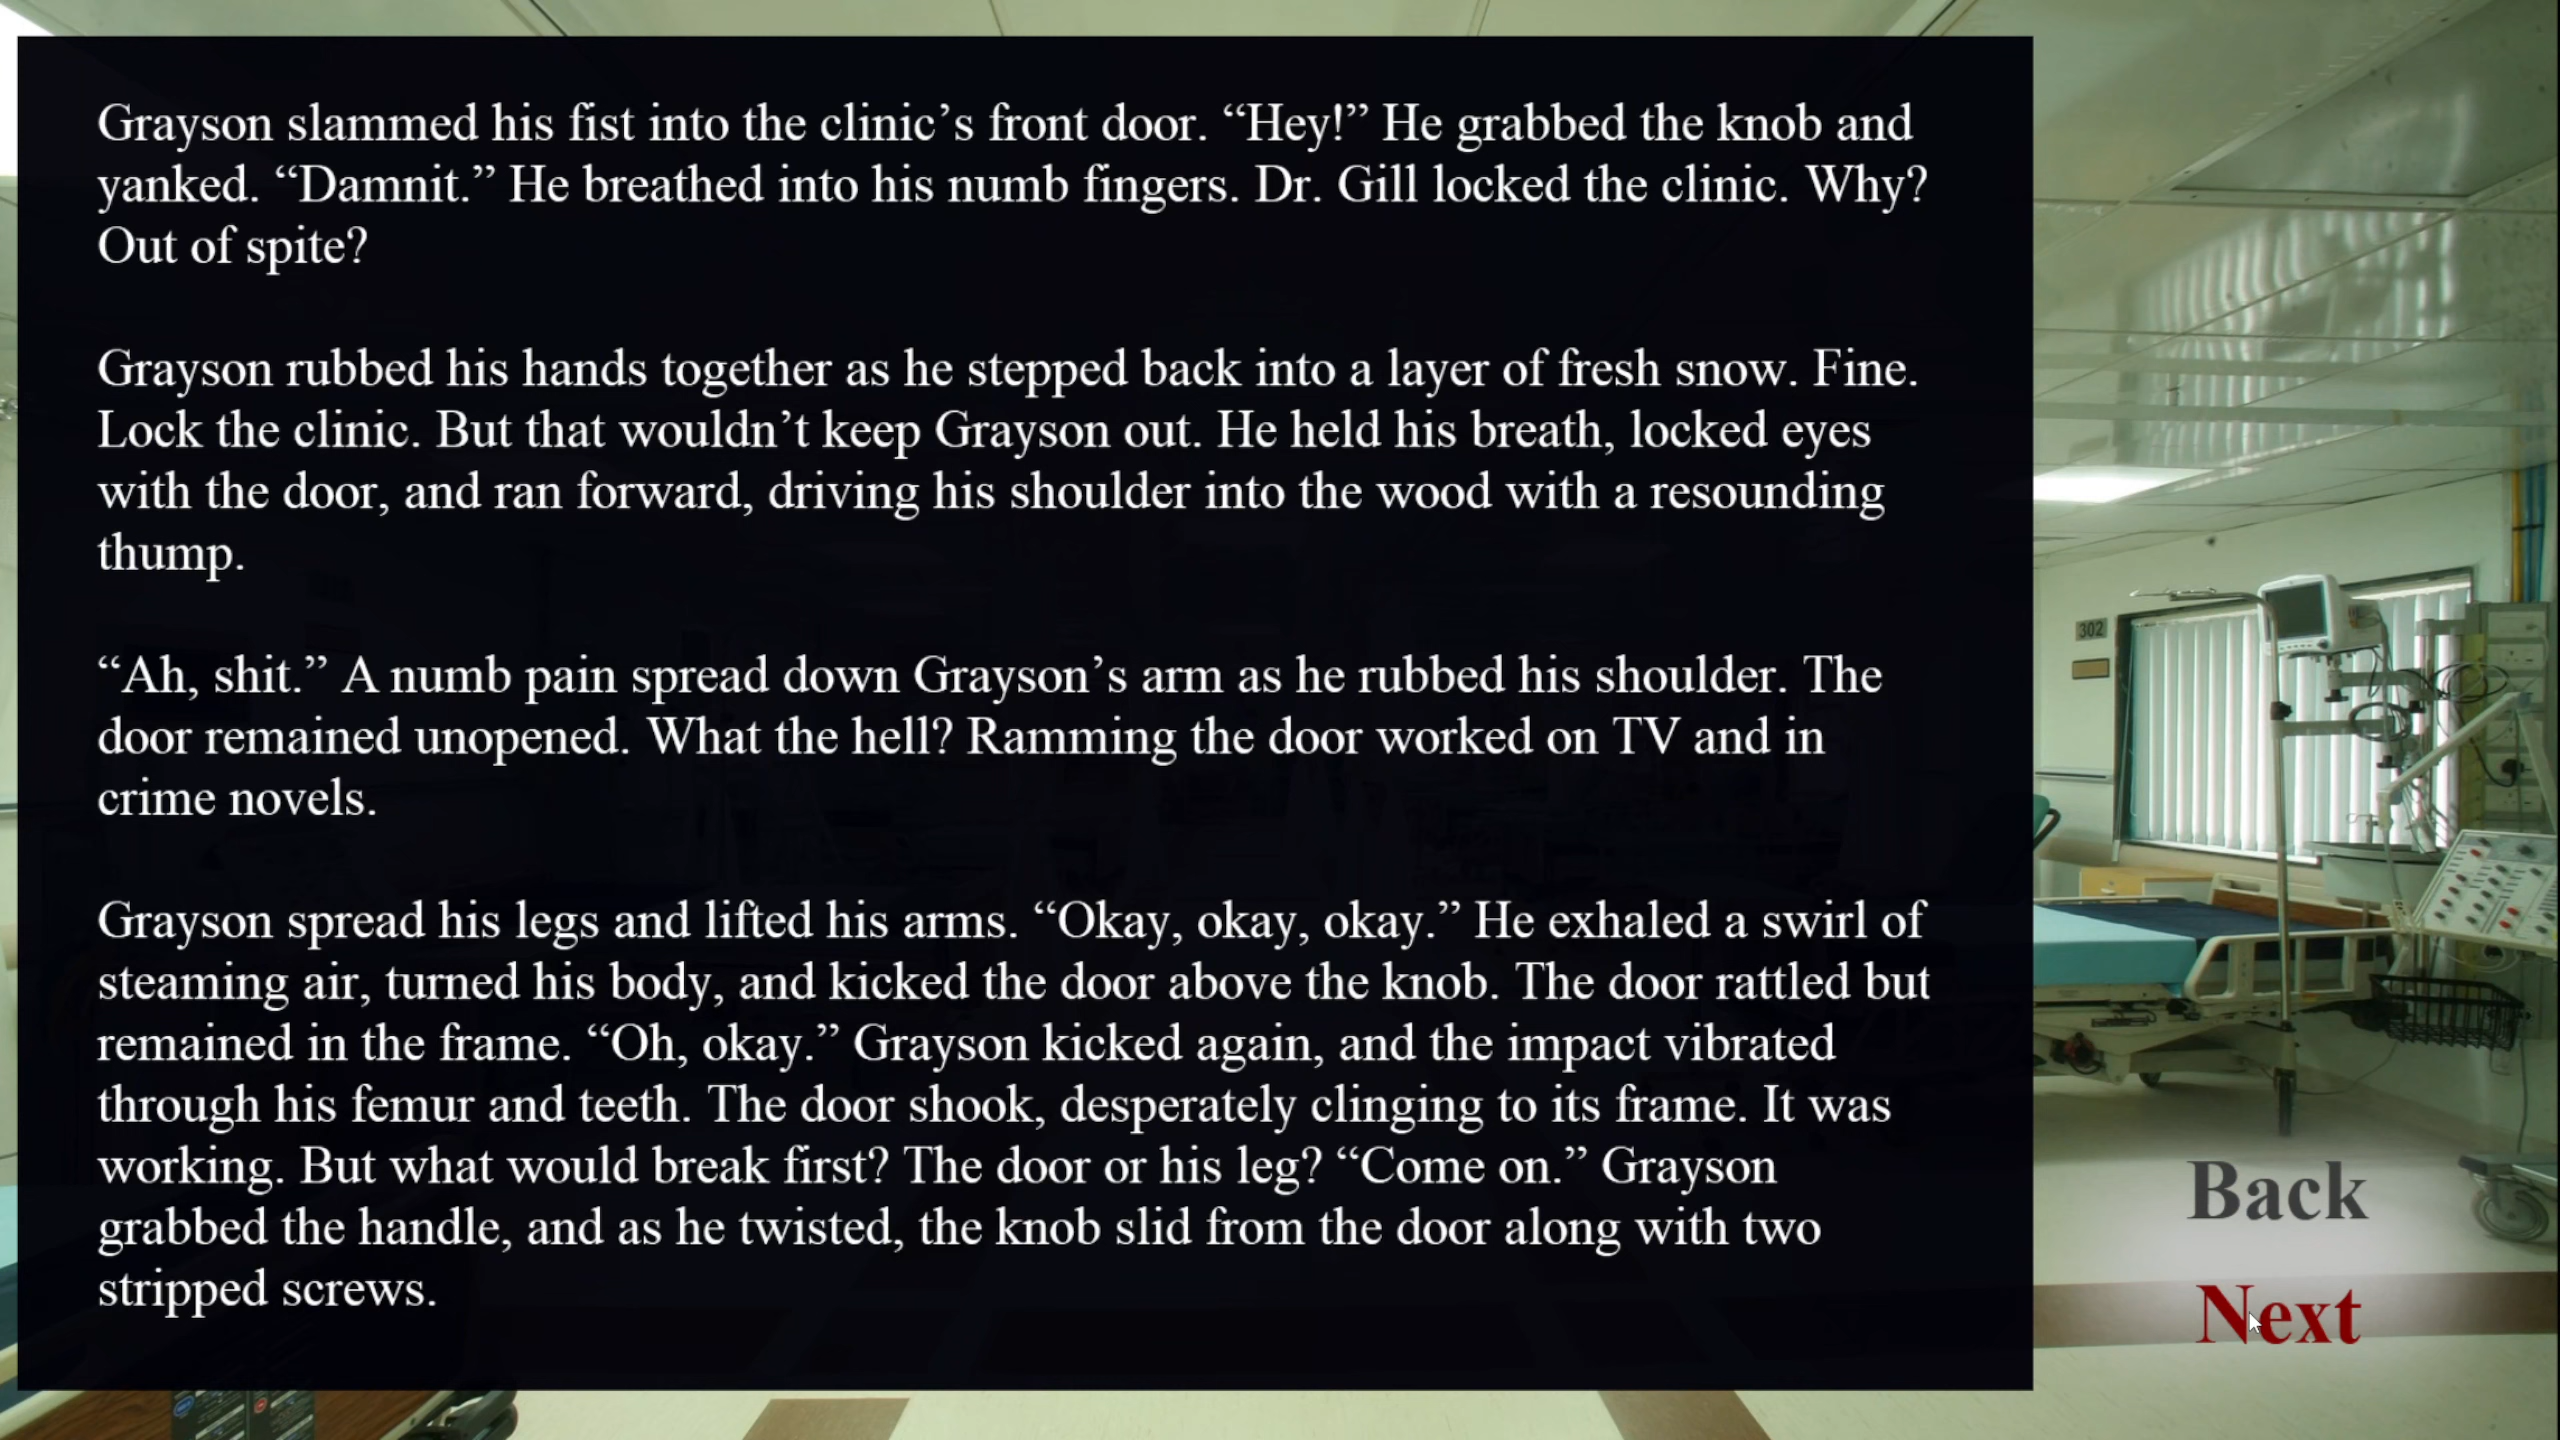 Grayson slammed his fist into the clinic’s front door. “Hey!” He grabbed the knob and
yanked. “Damnit.” He breathed into his numb fingers. Dr. Gill locked the clinic. Why?
Out of spite?
Grayson rubbed his hands together as he stepped back into a layer of fresh snow. Fine.
Lock the clinic. But that wouldn’t keep Grayson out. He held his breath, locked eyes
with the door, and ran forward, driving his shoulder into the wood with a resounding
thump.
“Ah, shit.” A numb pain spread down Grayson’s arm as he rubbed his shoulder. The
door remained unopened. What the hell? Ramming the door worked on TV and in
crime novels.
Grayson spread his legs and lifted his arms. “Okay, okay, okay.” He exhaled a swirl of
steaming air, turned his body, and kicked the door above the knob. The door rattled but
remained in the frame. “Oh, okay.” Grayson kicked again, and the impact vibrated
through his femur and teeth. The door shook, desperately clinging to its frame. It was
working. But what would break first? The door or his leg? “Come on.” Grayson
grabbed the handle, and as he twisted, the knob slid from the door along with two
stripped screws.
302
Back
Next